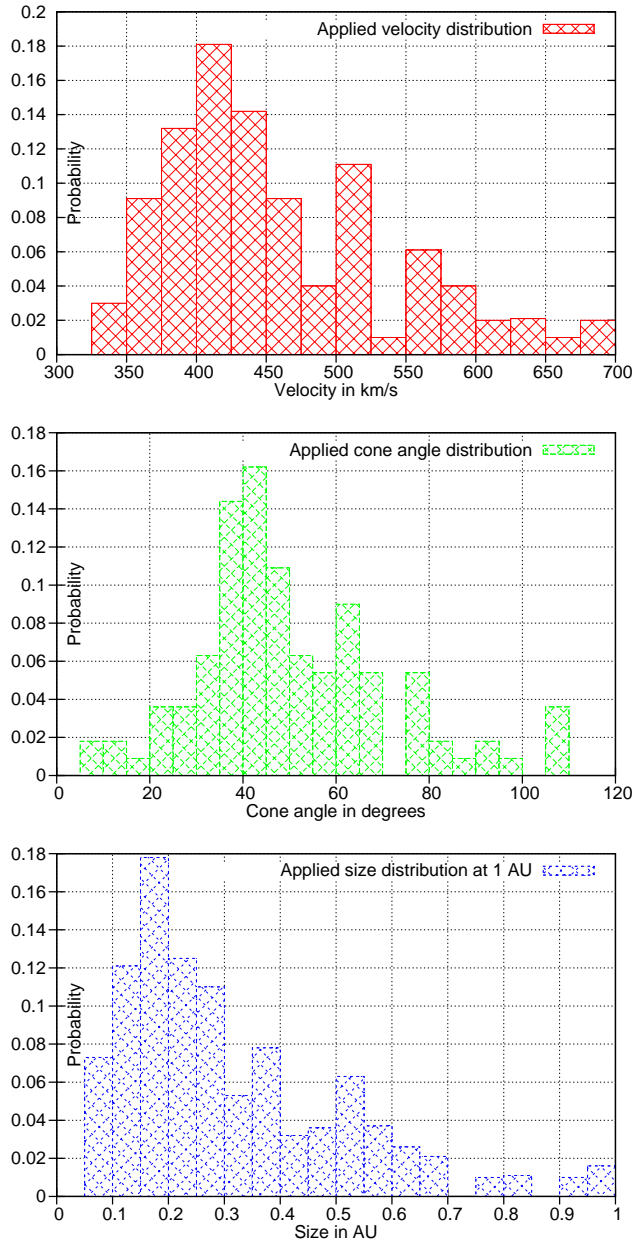 0.2
Applied velocity distribution
0.18
0.16
0.14
0.12
0.1
0.08
0.06
0.04
0.02
0
Probability
300 350 400 450 500 550 600 650 700
Velocity in km/s
0.18
Applied cone angle distribution
0.16
0.14
0.12
0.1
0.08
0.06
0.04
0.02
0
Probability
0 20 40 60 80 100 120
Cone angle in degrees
0.18
Applied size distribution at 1 AU
0.16
0.14
0.12
0.1
0.08
0.06
0.04
0.02
0
Probability
0 0.1 0.2 0.3 0.4 0.5 0.6 0.7 0.8 0.9 1
Size in AU